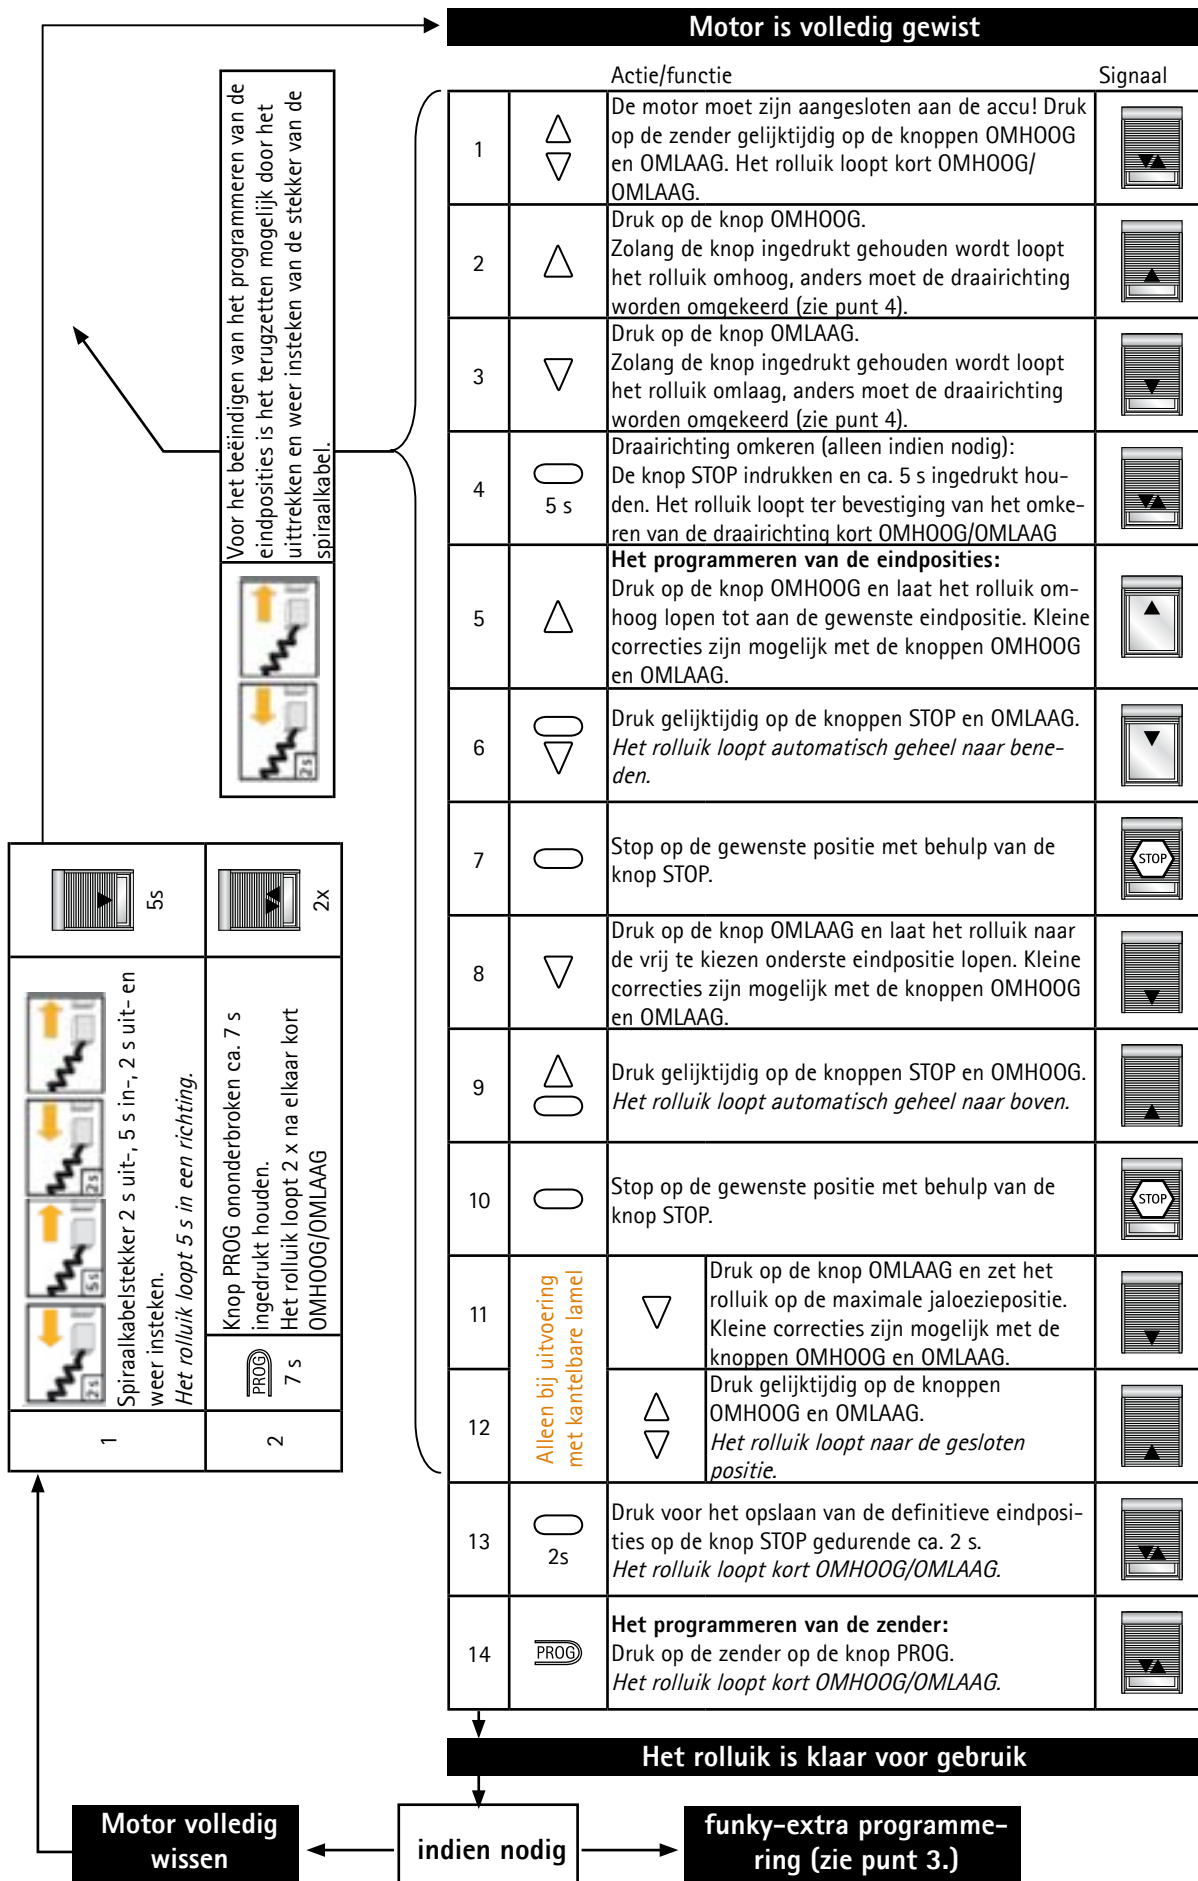 Motor is volledig gewist
Actie/functie
Signaal
1
De motor moet zijn aangesloten aan de accu! Druk
op de zender gelijktijdig op de knoppen OMHOOG
en OMLAAG. Het rolluik loopt kort OMHOOG/
OMLAAG.
2
Druk op de knop OMHOOG.
Zolang de knop ingedrukt gehouden wordt loopt
het rolluik omhoog, anders moet de draairichting
worden omgekeerd (zie punt 4).
3
Druk op de knop OMLAAG.
Zolang de knop ingedrukt gehouden wordt loopt
het rolluik omlaag, anders moet de draairichting
worden omgekeerd (zie punt 4).
4
5 s
Draairichting omkeren (alleen indien nodig):
De knop STOP indrukken en ca. 5 s ingedrukt hou-
den. Het rolluik loopt ter bevestiging van het omke-
ren van de draairichting kort OMHOOG/OMLAAG
5
Het programmeren van de eindposities:
Druk op de knop OMHOOG en laat het rolluik om-
hoog lopen tot aan de gewenste eindpositie. Kleine
correcties zijn mogelijk met de knoppen OMHOOG
en OMLAAG.
6
Druk gelijktijdig op de knoppen STOP en OMLAAG.
Het rolluik loopt automatisch geheel naar bene-
den.
7
Stop op de gewenste positie met behulp van de
knop STOP.
STOP
8
Druk op de knop OMLAAG en laat het rolluik naar
de vrij te kiezen onderste eindpositie lopen. Kleine
correcties zijn mogelijk met de knoppen OMHOOG
en OMLAAG.
9
Druk gelijktijdig op de knoppen STOP en OMHOOG.
Het rolluik loopt automatisch geheel naar boven.
10
Stop op de gewenste positie met behulp van de
knop STOP.
STOP
Alleen bij uitvoering
met kantelbare lamel
11
Druk op de knop OMLAAG en zet het
rolluik op de maximale jaloeziepositie.
Kleine correcties zijn mogelijk met de
knoppen OMHOOG en OMLAAG.
12
Druk gelijktijdig op de knoppen
OMHOOG en OMLAAG.
Het rolluik loopt naar de gesloten
positie.
13
2s
Druk voor het opslaan van de definitieve eindposi-
ties op de knop STOP gedurende ca. 2 s.
Het rolluik loopt kort OMHOOG/OMLAAG.
14
PROG
Het programmeren van de zender:
Druk op de zender op de knop PROG.
Het rolluik loopt kort OMHOOG/OMLAAG.
Het rolluik is klaar voor gebruik
indien nodig
funky-extra programme-
ring (zie punt 3.)
Motor volledig
wissen
1
2 s
5 s
2 s
Spiraalkabelstekker 2 s uit-, 5 s in-, 2 s uit- en
weer insteken.
Het rolluik loopt 5 s in een richting.
5s
2
PROG
7 s
Knop PROG ononderbroken ca. 7 s
ingedrukt houden.
Het rolluik loopt 2 x na elkaar kort
OMHOOG/OMLAAG
2x
2 s
Voor het beëindigen van het programmeren van de
eindposities is het terugzetten mogelijk door het
uittrekken en weer insteken van de stekker van de
spiraalkabel.